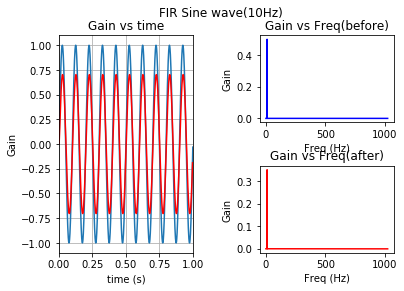 FIR Sine wave(10Hz)
Gain vs time
1.00
0.75
0.50
0.25
0.00
−0.25
−0.50
−0.75
−1.00
Gain
0.00 0.25 0.50 0.75 1.00
time (s)
Gain vs Freq(before)
0.4
0.2
0.0
Gain
0 500 1000
Freq (Hz)
Gain vs Freq(after)
0.3
0.2
0.1
0.0
Gain
0 500 1000
Freq (Hz)